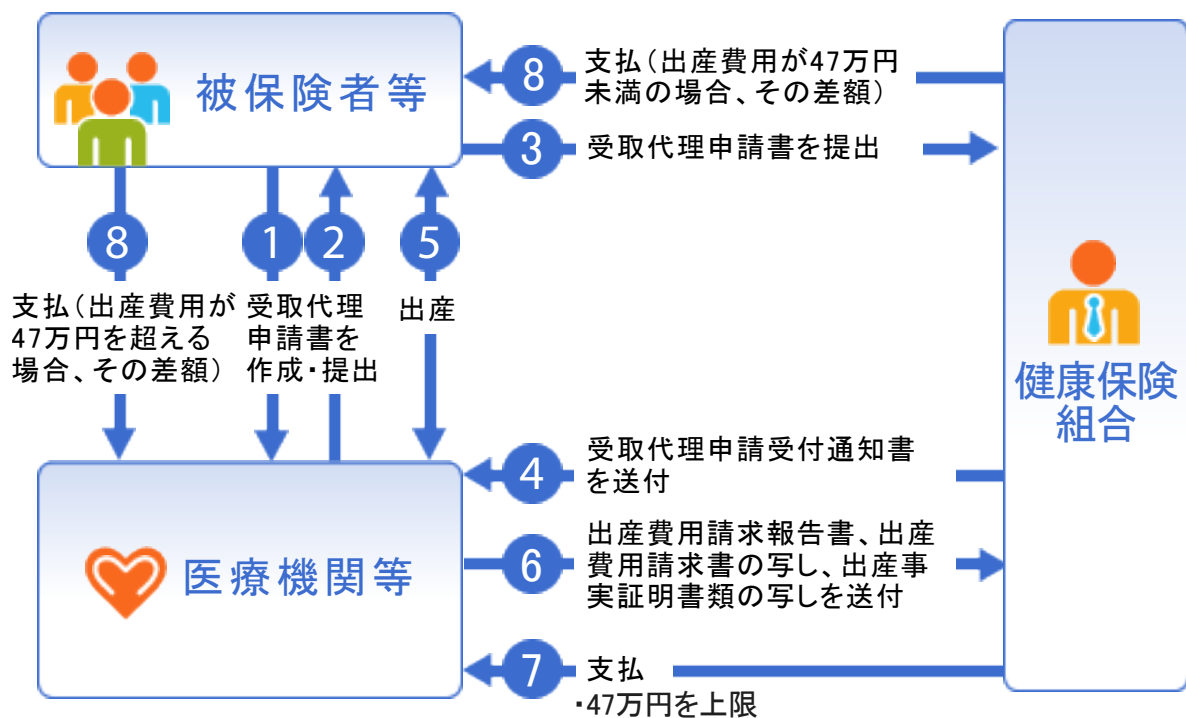 被保険者等
8
支払（出産費用が47万円
未満の場合、その差額）
3
受取代理申請書を提出
8
1
2
5
支払（出産費用が
47万円を超える
場合、その差額）
受取代理
申請書を
作成・提出
出産
健康保険
組合
4
受取代理申請受付通知書
を送付
医療機関等
6
出産費用請求報告書、出産
費用請求書の写し、出産事
実証明書類の写しを送付
7
支払
・47万円を上限